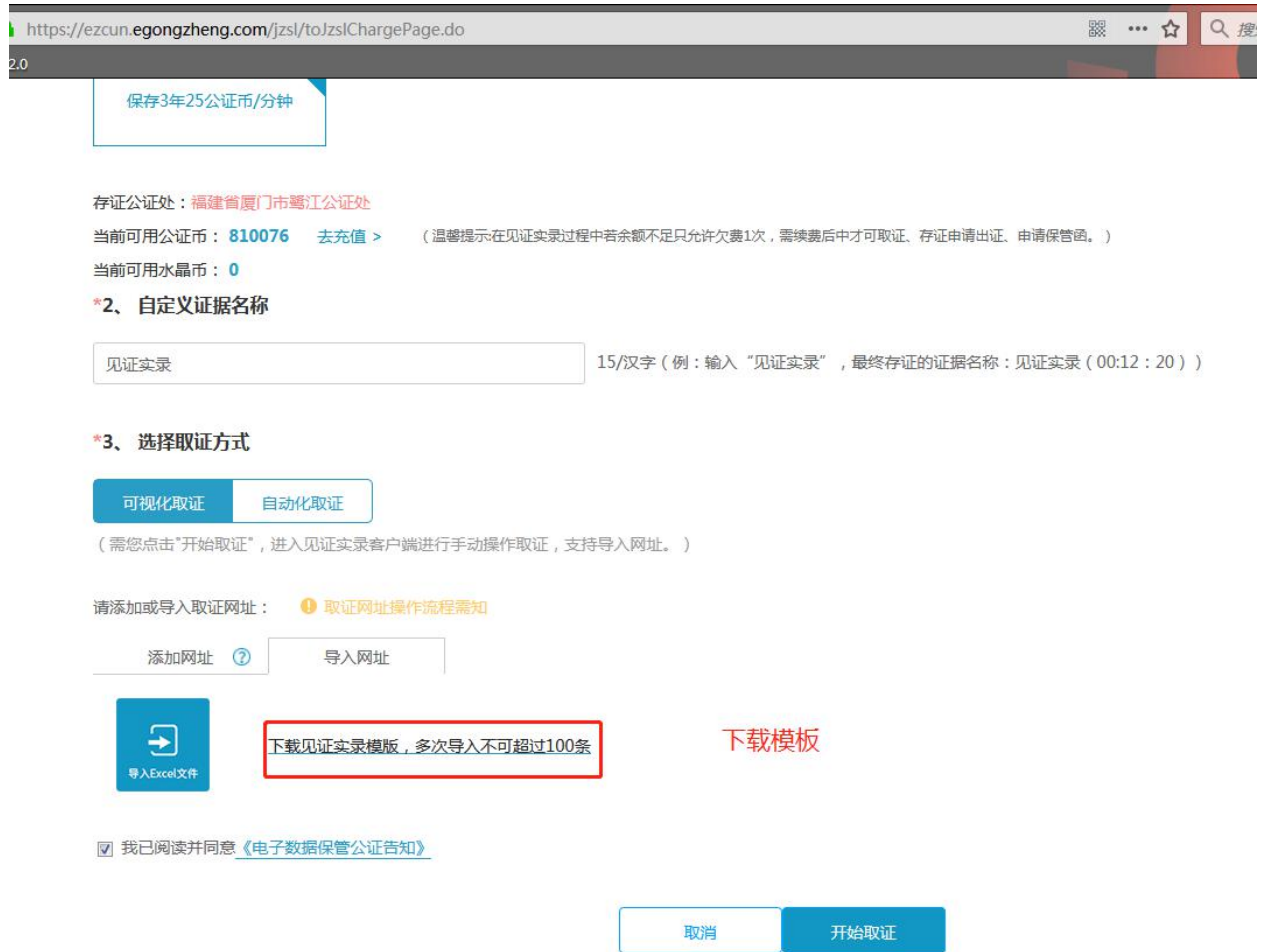 https://ezcun.egongzheng.com/jzsl/toJzslChargePage.do
2.0
保存3年25公证币/分钟
存证公证处：福建省厦门市鹭江公证处
当前可用公证币： 810076 去充值 > （温馨提示:在见证实录过程中若余额不足只允许欠费1次，需续费后中才可取证、存证申请出证、申请保管函。）
当前可用水晶币： 0
*2、 自定义证据名称
见证实录 15/汉字（例：输入“见证实录”，最终存证的证据名称：见证实录（00:12：20））
*3、 选择取证方式
可视化取证 自动化取证
（需您点击"开始取证"，进入见证实录客户端进行手动操作取证，支持导入网址。）
请添加或导入取证网址： 取证网址操作流程需知
添加网址 ? 导入网址
导入Excel文件 下载见证实录模版，多次导入不可超过100条 下载模板
我已阅读并同意《电子数据保管公证告知》
取消 开始取证